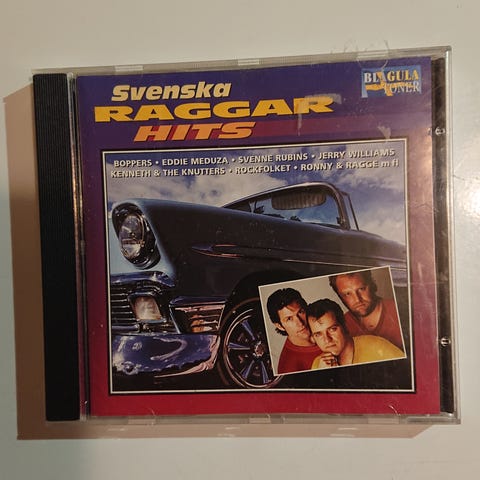 Svenska
RAGGAR
HITS
BLÅGULA
TONER
BOPPERS • EDDIE MEDUZA • SVENNE RUBINS • JERRY WILLIAMS
KENNETH & THE KNUTTERS • ROCKFOLKET • RONNY & RAGGE m fl